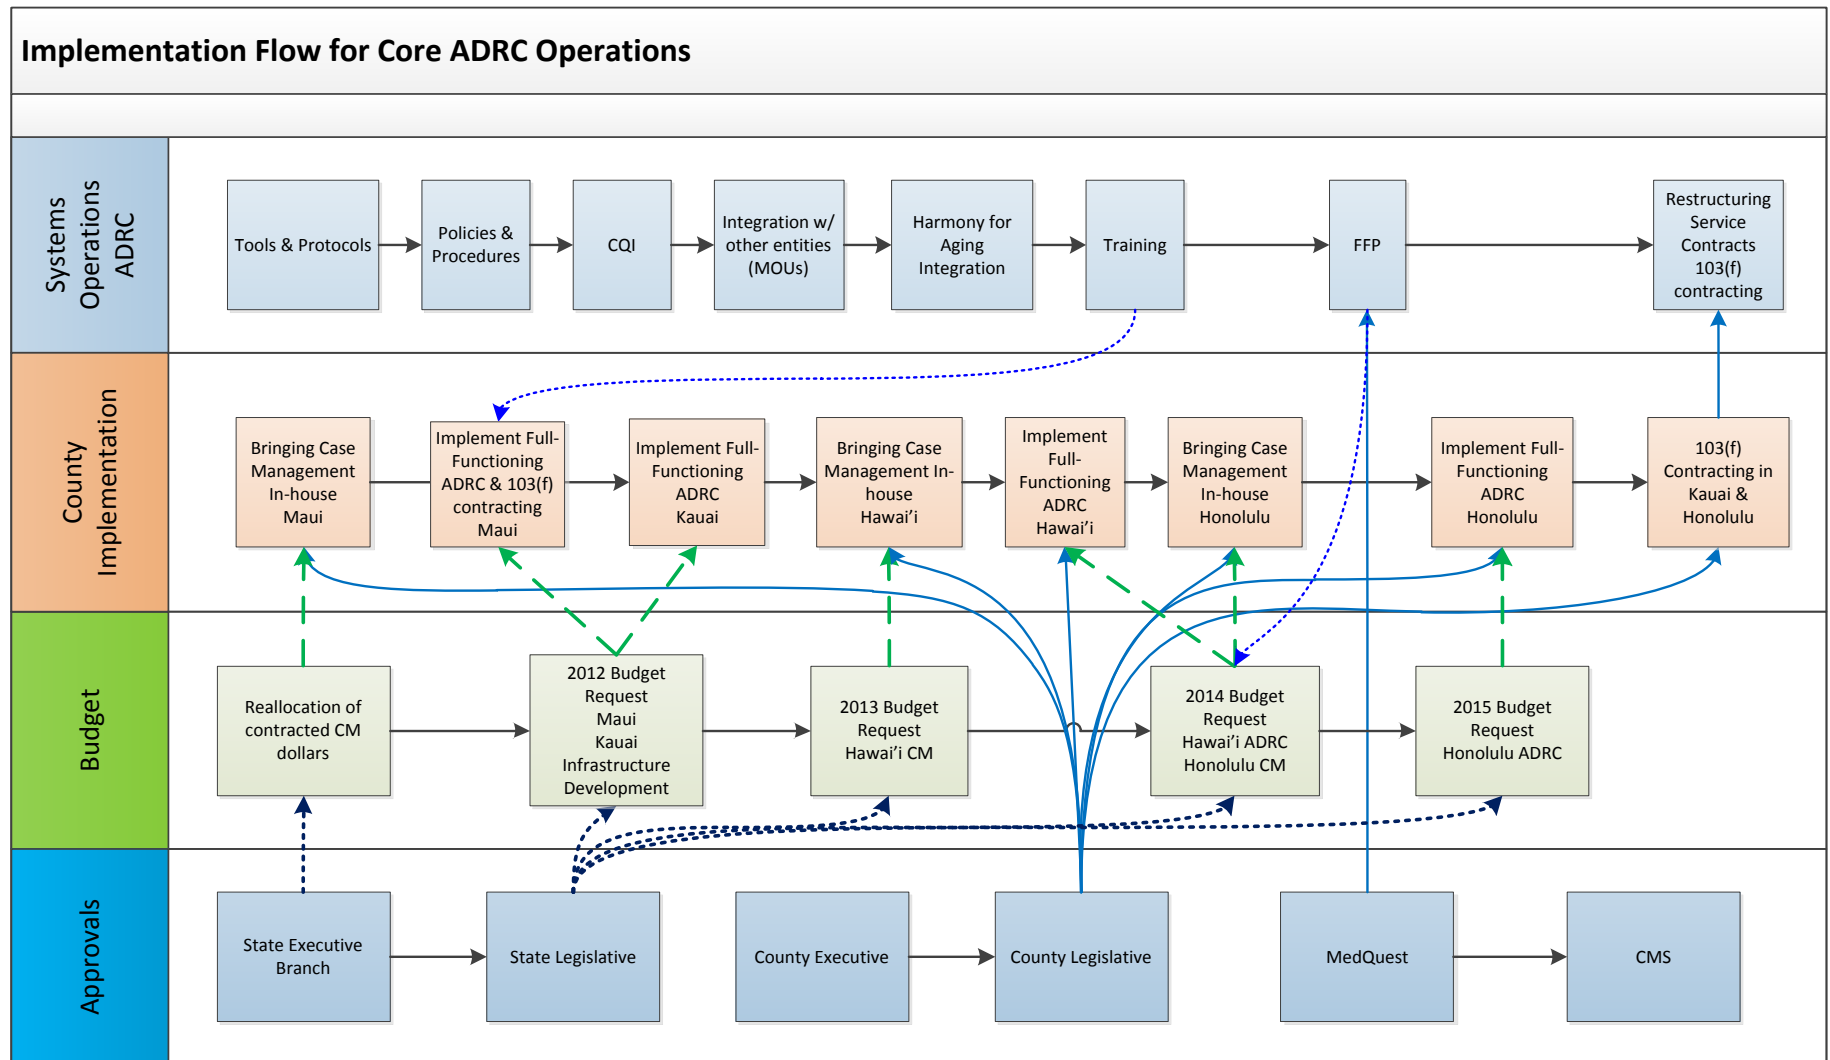 Implementation Flow for Core ADRC Operations
Systems
Operations
ADRC
Tools & Protocols
Policies &
Procedures
CQI
Integration w/
other entities
(MOUs)
Harmony for
Aging
Integration
Training
FFP
Restructuring
Service
Contracts
103(f)
contracting
County
Implementation
Bringing Case
Management
In-house
Maui
Implement Full-
Functioning
ADRC & 103(f)
contracting
Maui
Implement Full-
Functioning
ADRC
Kauai
Bringing Case
Management In-
house
Hawai’i
Implement
Full-
Functioning
ADRC
Hawai’i
Bringing Case
Management
In-house
Honolulu
Implement Full-
Functioning
ADRC
Honolulu
103(f)
Contracting in
Kauai &
Honolulu
Budget
Reallocation of
contracted CM
dollars
2012 Budget
Request
Maui
Kauai
Infrastructure
Development
2013 Budget
Request
Hawai’i CM
2014 Budget
Request
Hawai’i ADRC
Honolulu CM
2015 Budget
Request
Honolulu ADRC
Approvals
State Executive
Branch
State Legislative
County Executive
County Legislative
MedQuest
CMS